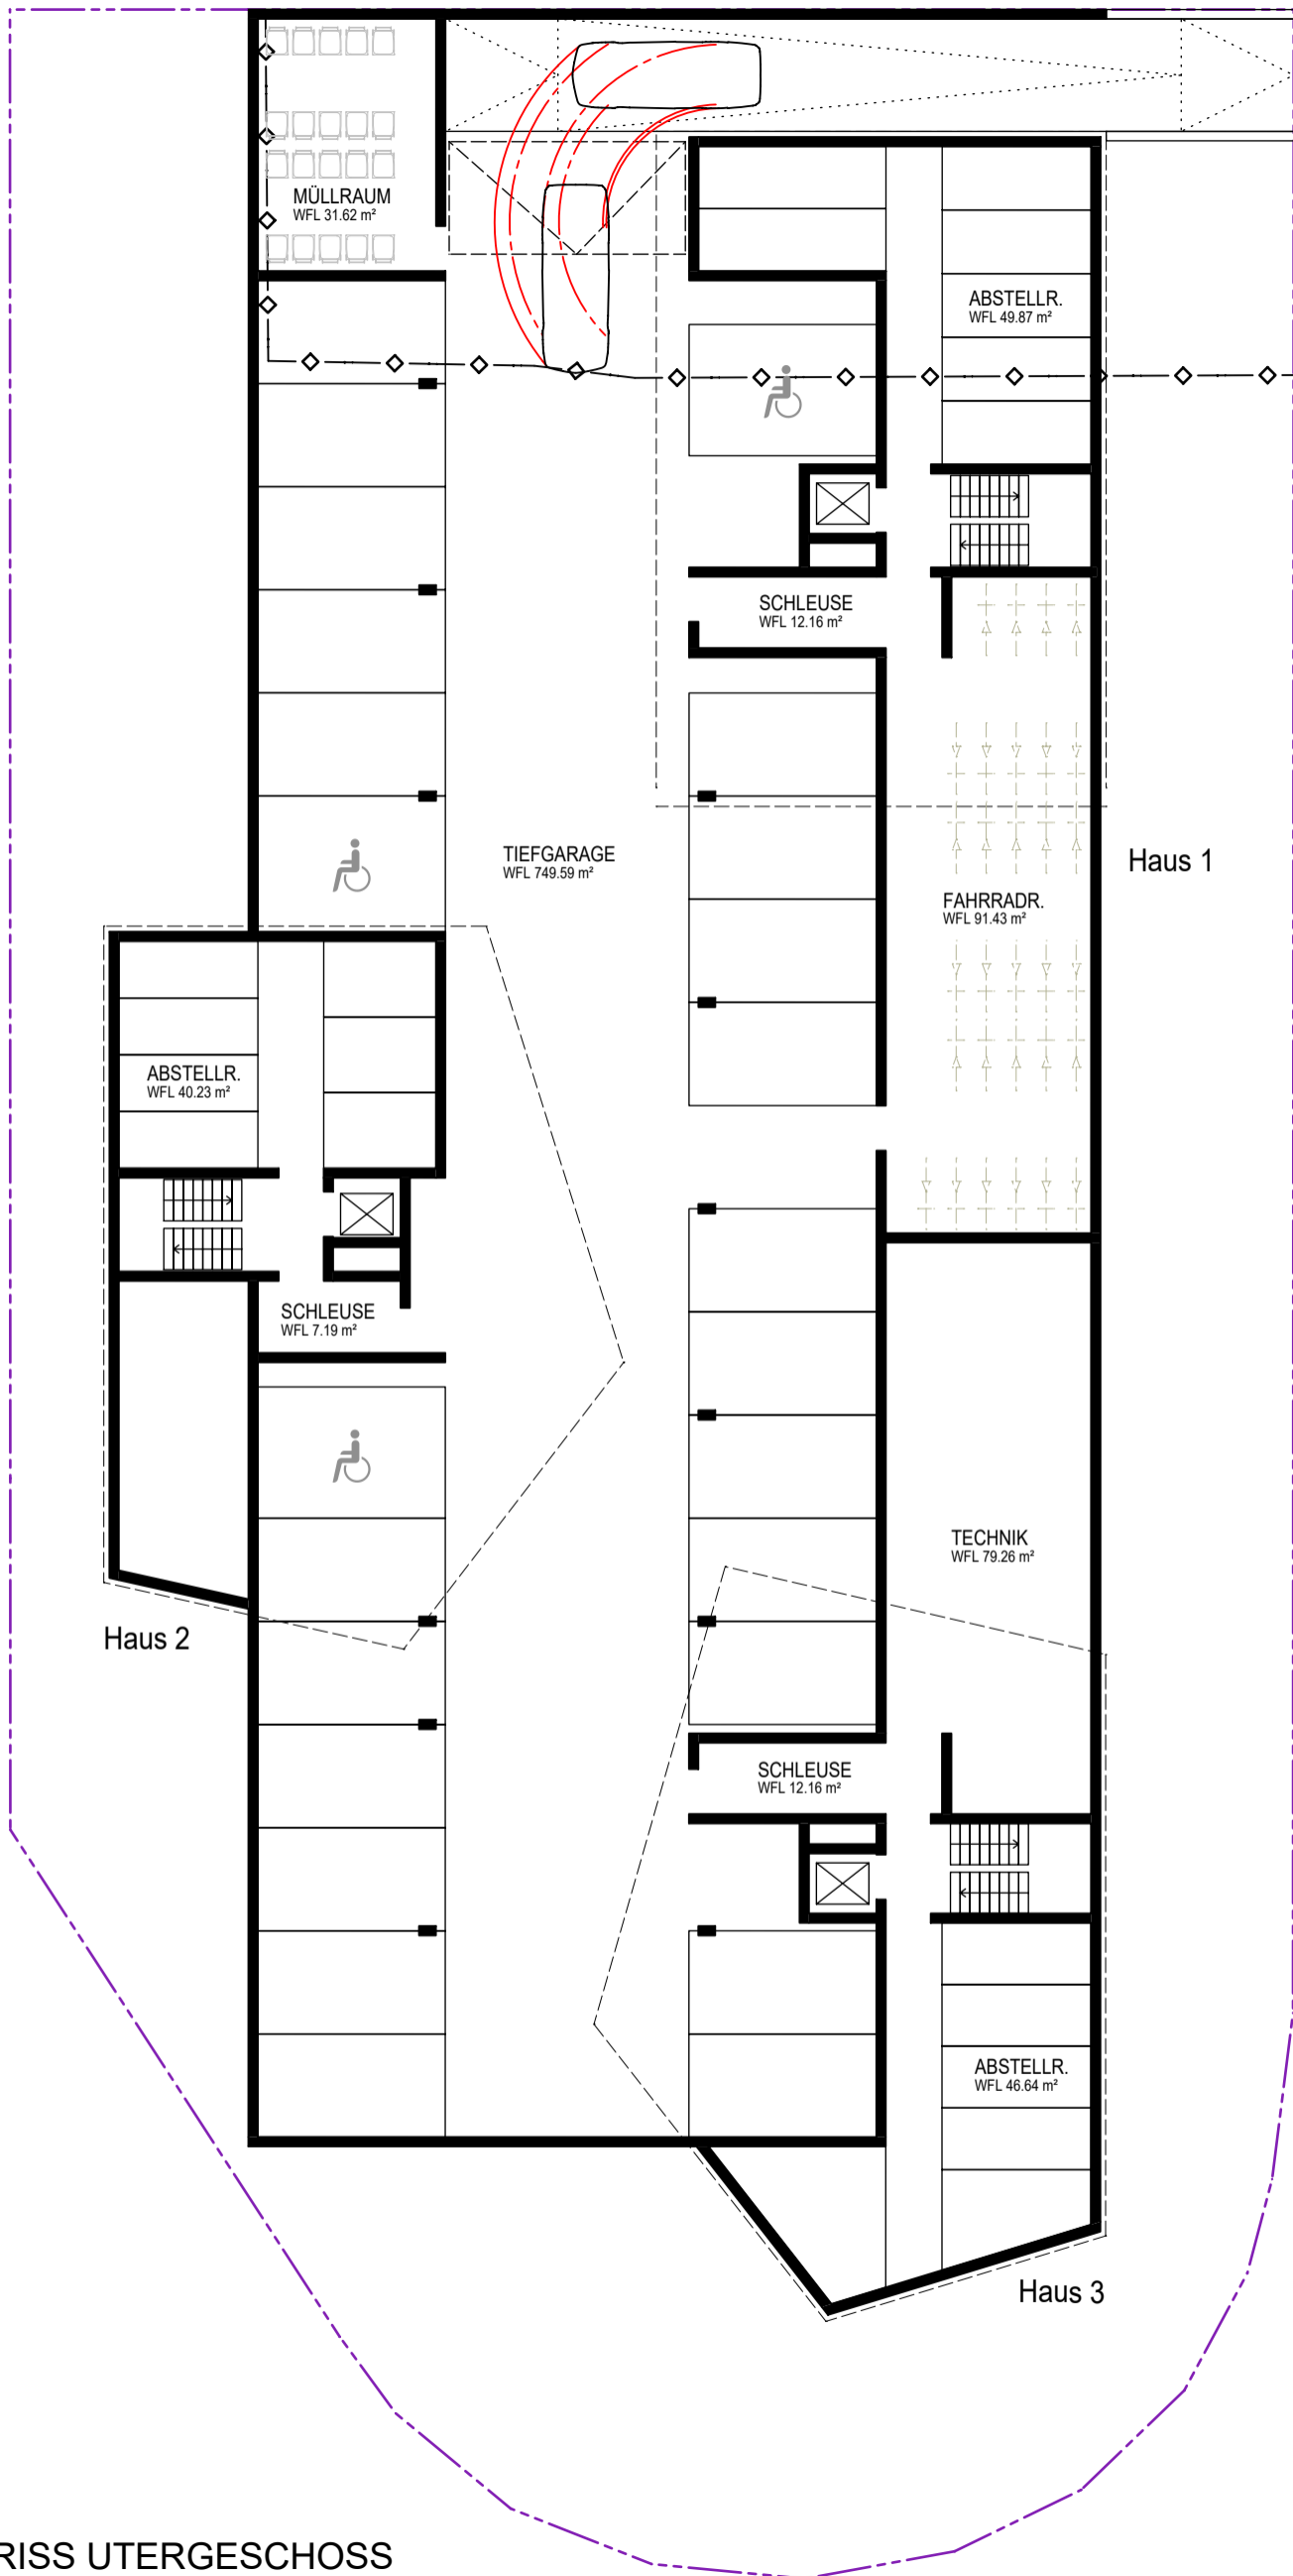 MÜLLRAUM
WFL 31.62 m²
ABSTELLR.
WFL 49.87 m²
SCHLEUSE
WFL 12.16 m²
TIEFGARAGE
WFL 749.59 m²
Haus 1
FAHRRADR.
WFL 91.43 m²
ABSTELLR.
WFL 40.23 m²
SCHLEUSE
WFL 7.19 m²
TECHNIK
WFL 79.26 m²
Haus 2
SCHLEUSE
WFL 12.16 m²
ABSTELLR.
WFL 46.64 m²
Haus 3
RISS UTERGESCHOSS